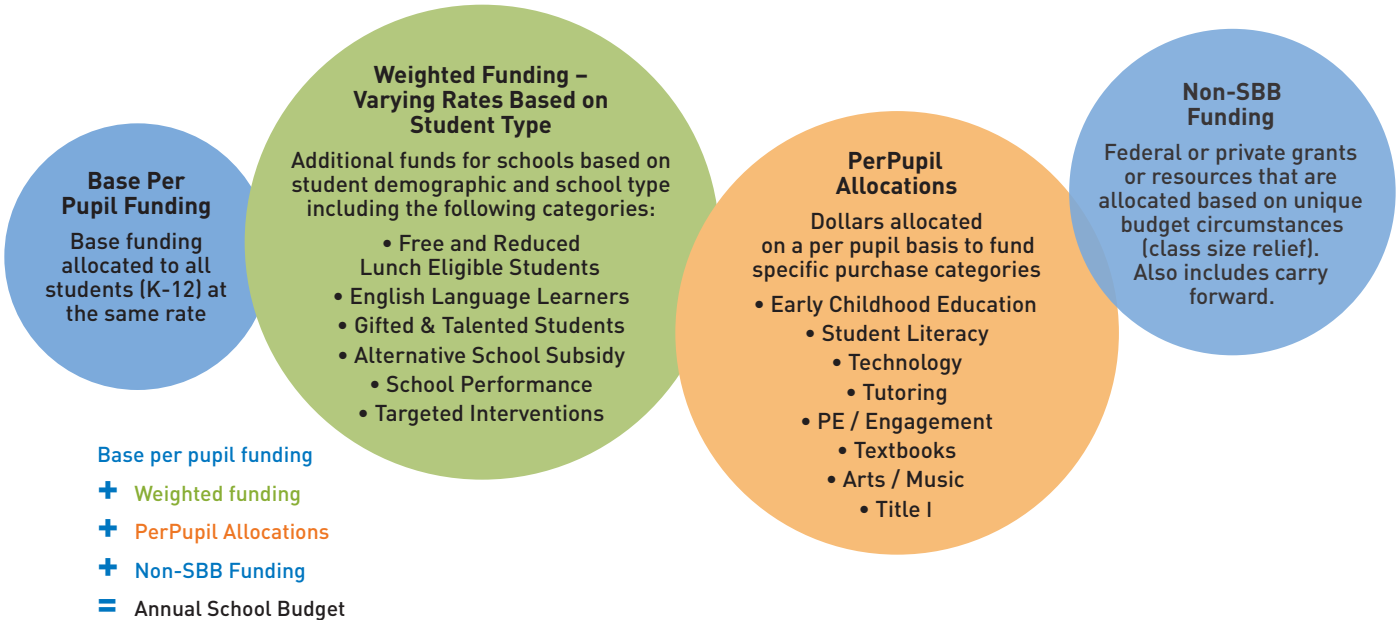 Base Per
Pupil Funding
Base funding
allocated to all
students (K-12) at
the same rate
Weighted Funding –
Varying Rates Based on
Student Type
Additional funds for schools based on
student demographic and school type
including the following categories:
• Free and Reduced
Lunch Eligible Students
• English Language Learners
• Gifted & Talented Students
• Alternative School Subsidy
• School Performance
• Targeted Interventions
PerPupil
Allocations
Dollars allocated
on a per pupil basis to fund
specific purchase categories
• Early Childhood Education
• Student Literacy
• Technology
• Tutoring
• PE / Engagement
• Textbooks
• Arts / Music
• Title I
Non-SBB
Funding
Federal or private grants
or resources that are
allocated based on unique
budget circumstances
(class size relief).
Also includes carry
forward.
Base per pupil funding
+ Weighted funding
+ PerPupil Allocations
+ Non-SBB Funding
= Annual School Budget